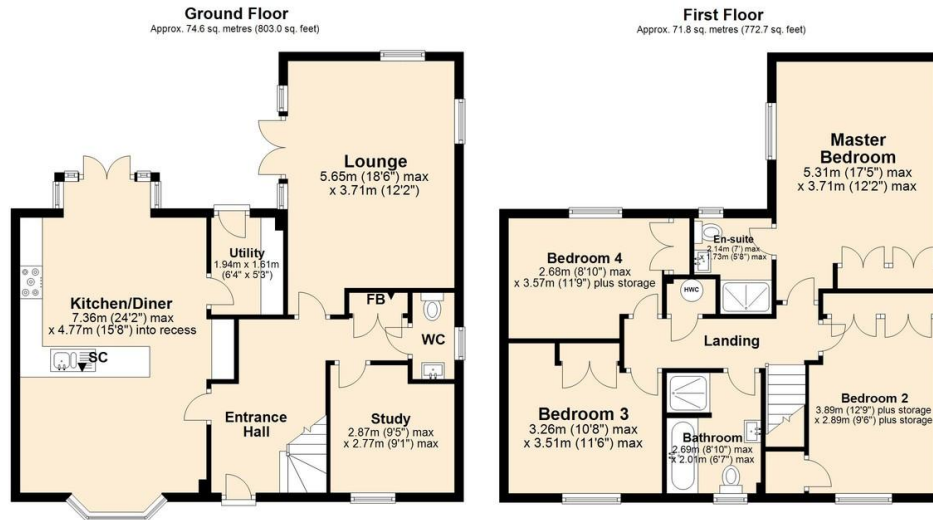 Ground Floor
Approx. 74.6 sq. metres (803.0 sq. feet)
Lounge
5.65m (18'6") max
x 3.71m (12'2")
Utility
1.94m x 1.61m
(6'4" x 5'3")
Kitchen/Diner
7.36m (24'2") max
x 4.77m (15'8") into recess
SC
FB
WC
Entrance
Hall
Study
2.87m (9'5") max
x 2.77m (9'1") max
First Floor
Approx. 71.8 sq. metres (772.7 sq. feet)
Master
Bedroom
5.31m (17'5") max
x 3.71m (12'2") max
En-suite
2.14m (7') max
x 1.73m (5'8") max
Bedroom 4
2.68m (8'10") max
x 3.57m (11'9") plus storage
HWC
Landing
Bedroom 2
3.89m (12'9") plus storage
x 2.89m (9'6") plus storage
Bedroom 3
3.26m (10'8") max
x 3.51m (11'6") max
Bathroom
2.69m (8'10") max
x 2.01m (6'7") max